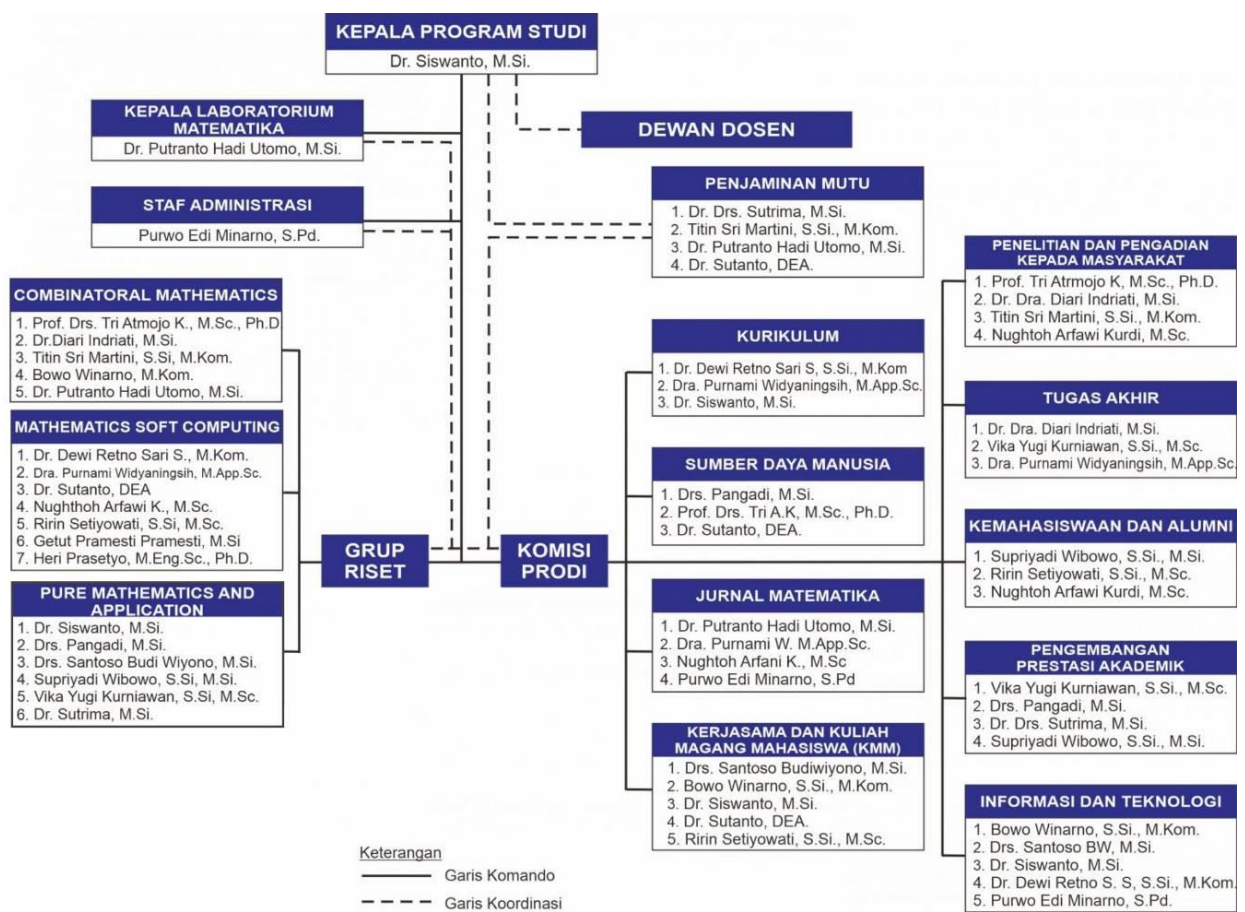 KEPALA PROGRAM STUDI
Dr. Siswanto, M.Si.
KEPALA LABORATORIUM
MATEMATIKA
Dr. Putranto Hadi Utomo, M.Si.
DEWAN DOSEN
STAF ADMINISTRASI
Purwo Edi Minarno, S.Pd.
PENJAMINAN MUTU
1. Dr. Drs. Sutrima, M.Si.
2. Titin Sri Martini, S.Si., M.Kom.
3. Dr. Putranto Hadi Utomo, M.Si.
4. Dr. Sutanto, DEA.
COMBINATORAL MATHEMATICS
1. Prof. Drs. Tri Atmojo K., M.Sc., Ph.D
2. Dr.Diari Indriati, M.Si.
3. Titin Sri Martini, S.Si, M.Kom.
4. Bowo Winarno, M.Kom.
5. Dr. Putranto Hadi Utomo, M.Si.
MATHEMATICS SOFT COMPUTING
1. Dr. Dewi Retno Sari S., M.Kom.
2. Dra. Purnami Widyaningsih, M.App.Sc.
3. Dr. Sutanto, DEA
4. Nughthoh Arfawi K., M.Sc.
5. Ririn Setiyowati, S.Si, M.Sc.
6. Getut Pramesti Pramesti, M.Si
7. Heri Prasetyo, M.Eng.Sc., Ph.D.
PURE MATHEMATICS AND
APPLICATION
1. Dr. Siswanto, M.Si.
2. Drs. Pangadi, M.Si.
3. Drs. Santoso Budi Wiyono, M.Si.
4. Supriyadi Wibowo, S.Si, M.Si.
5. Vika Yugi Kurniawan, S.Si, M.Sc.
6. Dr. Sutrima, M.Si.
GRUP
RISET
KOMISI
PRODI
KURIKULUM
1. Dr. Dewi Retno Sari S, S.Si., M.Kom
2. Dra. Purnami Widyaningsih, M.App.Sc.
3. Dr. Siswanto, M.Si.
SUMBER DAYA MANUSIA
1. Drs. Pangadi, M.Si.
2. Prof. Drs. Tri A.K, M.Sc., Ph.D.
3. Dr. Sutanto, DEA.
JURNAL MATEMATIKA
1. Dr. Putranto Hadi Utomo, M.Si.
2. Dra. Purnami W. M.App.Sc.
3. Nughtoh Arfani K., M.Sc
4. Purwo Edi Minarno, S.Pd
KERJASAMA DAN KULIAH
MAGANG MAHASISWA (KMM)
1. Drs. Santoso Budiwiyono, M.Si.
2. Bowo Winarno, S.Si., M.Kom.
3. Dr. Siswanto, M.Si.
4. Dr. Sutanto, DEA.
5. Ririn Setiyowati, S.Si., M.Sc.
PENELITIAN DAN PENGADIAN
KEPADA MASYARAKAT
1. Prof. Tri Atrmojo K, M.Sc., Ph.D.
2. Dr. Dra. Diari Indriati, M.Si.
3. Titin Sri Martini, S.Si., M.Kom.
4. Nughtoh Arfawi Kurdi, M.Sc.
TUGAS AKHIR
1. Dr. Dra. Diari Indriati, M.Si.
2. Vika Yugi Kurniawan, S.Si., M.Sc.
3. Dra. Purnami Widyaningsih, M.App.Sc.
KEMAHASISWAAN DAN ALUMNI
1. Supriyadi Wibowo, S.Si., M.Si.
2. Ririn Setiyowati, S.Si., M.Sc.
3. Nughtoh Arfawi Kurdi, M.Sc.
PENGEMBANGAN
PRESTASI AKADEMIK
1. Vika Yugi Kurniawan, S.Si., M.Sc.
2. Drs. Pangadi, M.Si.
3. Dr. Drs. Sutrima, M.Si.
4. Supriyadi Wibowo, S.Si., M.Si.
INFORMASI DAN TEKNOLOGI
1. Bowo Winarno, S.Si., M.Kom.
2. Drs. Santoso BW, M.Si.
3. Dr. Siswanto, M.Si.
4. Dr. Dewi Retno S. S, S.Si., M.Kom.
5. Purwo Edi Minarno, S.Pd.
Keterangan
Garis Komando
Garis Koordinasi